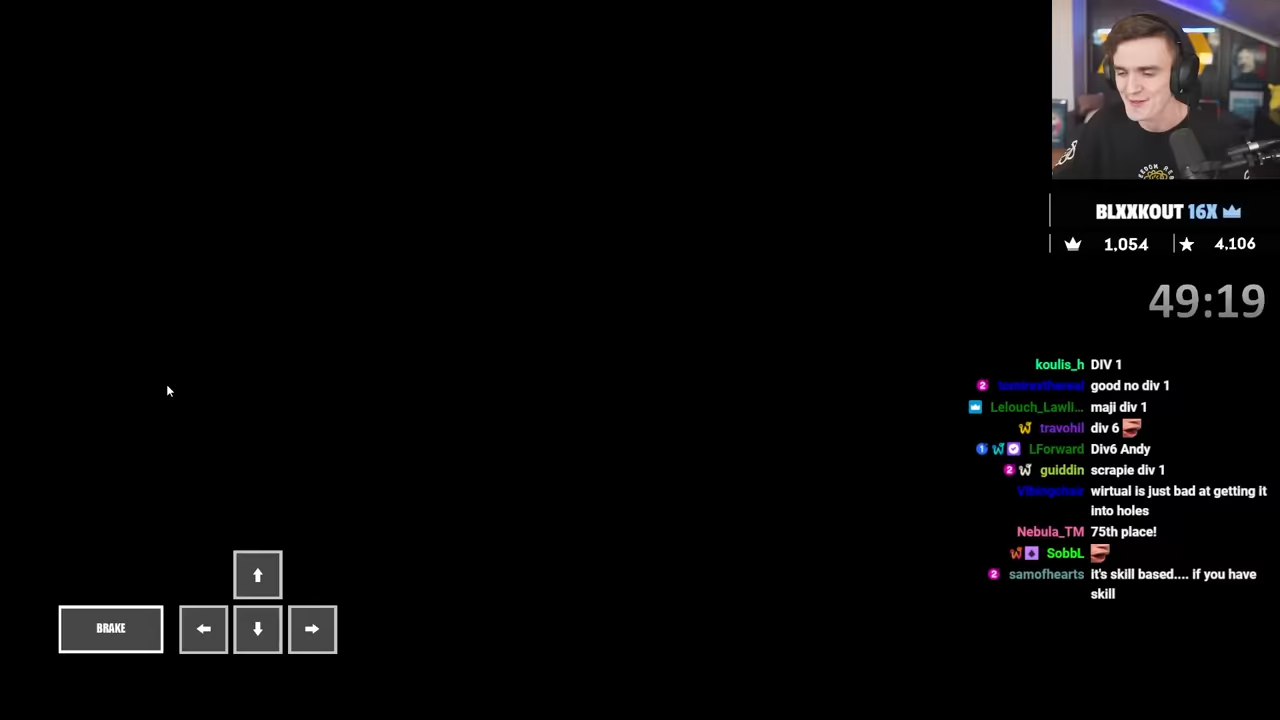 BLXXKOUT 16X
1,054 4,106
49:19
koulis_h DIV 1
good no div 1
Lelouch_Lawli... maji div 1
travohil div 6
LForward Div6 Andy
guiddin scrapie div 1
wirtual is just bad at getting it
into holes
Nebula_TM 75th place!
SobbL
samofhearts it's skill based.... if you have
skill
BRAKE